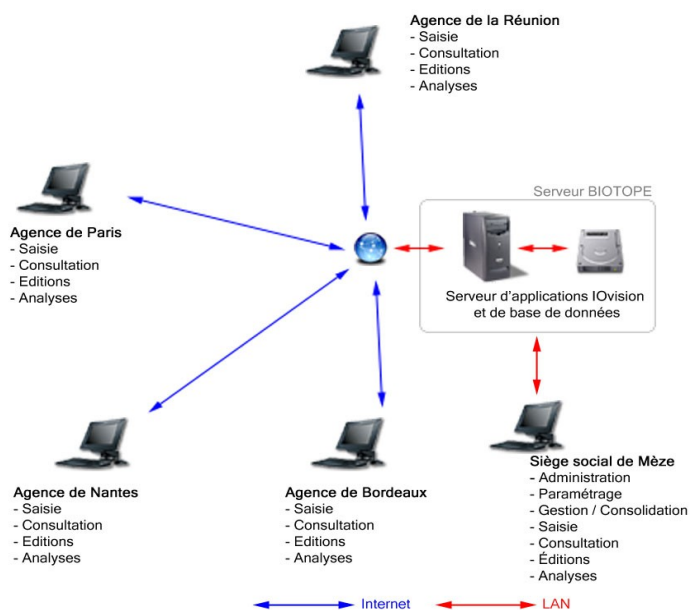 Agence de la Réunion
- Saisie
- Consultation
- Editions
- Analyses
Serveur BIOTOPE
Serveur d'applications IOvision
et de base de données
Agence de Paris
- Saisie
- Consultation
- Editions
- Analyses
Agence de Nantes
- Saisie
- Consultation
- Editions
- Analyses
Agence de Bordeaux
- Saisie
- Consultation
- Editions
- Analyses
Siège social de Mèze
- Administration
- Paramétrage
- Gestion / Consolidation
- Saisie
- Consultation
- Éditions
- Analyses
Internet
LAN